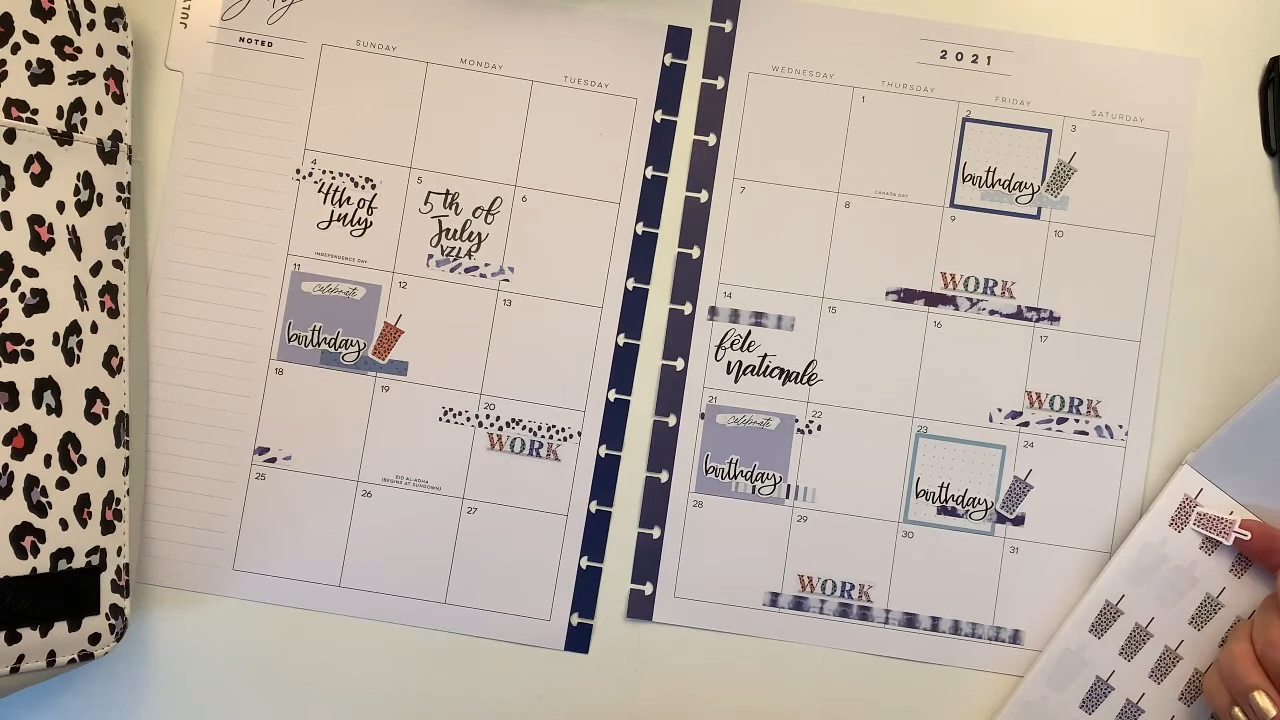 JULY
July
NOTED
SUNDAY MONDAY TUESDAY
4
4th of
July
INDEPENDENCE DAY
5
5th of
July
VZLA.
6
11
celebrate
birthday
12
13
18
19
EID AL-ADHA
(BEGINS AT SUNDOWN)
20
WORK
25
26
27
2021
WEDNESDAY THURSDAY FRIDAY SATURDAY
1
CANADA DAY
2
birthday
3
7
8
9
WORK
10
14
fête
nationale
15
16
17
WORK
21
celebrate
birthday
22
23
birthday
24
28
29
WORK
30
31